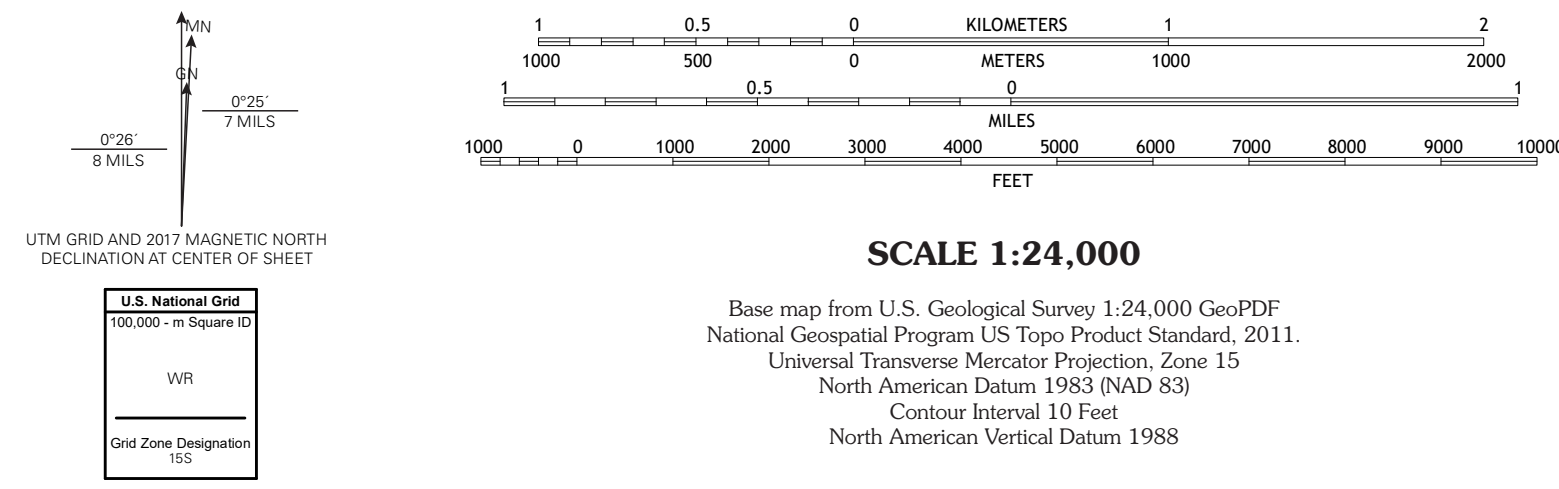 MN
GN
0°25´
7 MILS
0°26´
8 MILS
UTM GRID AND 2017 MAGNETIC NORTH
DECLINATION AT CENTER OF SHEET
U.S. National Grid
100,000 - m Square ID
WR
Grid Zone Designation
15S
1 0.5 0 KILOMETERS 1 2
1000 500 0 METERS 1000 2000
1 0.5 0 1
MILES
1000 0 1000 2000 3000 4000 5000 6000 7000 8000 9000 10000
FEET
SCALE 1:24,000
Base map from U.S. Geological Survey 1:24,000 GeoPDF
National Geospatial Program US Topo Product Standard, 2011.
Universal Transverse Mercator Projection, Zone 15
North American Datum 1983 (NAD 83)
Contour Interval 10 Feet
North American Vertical Datum 1988